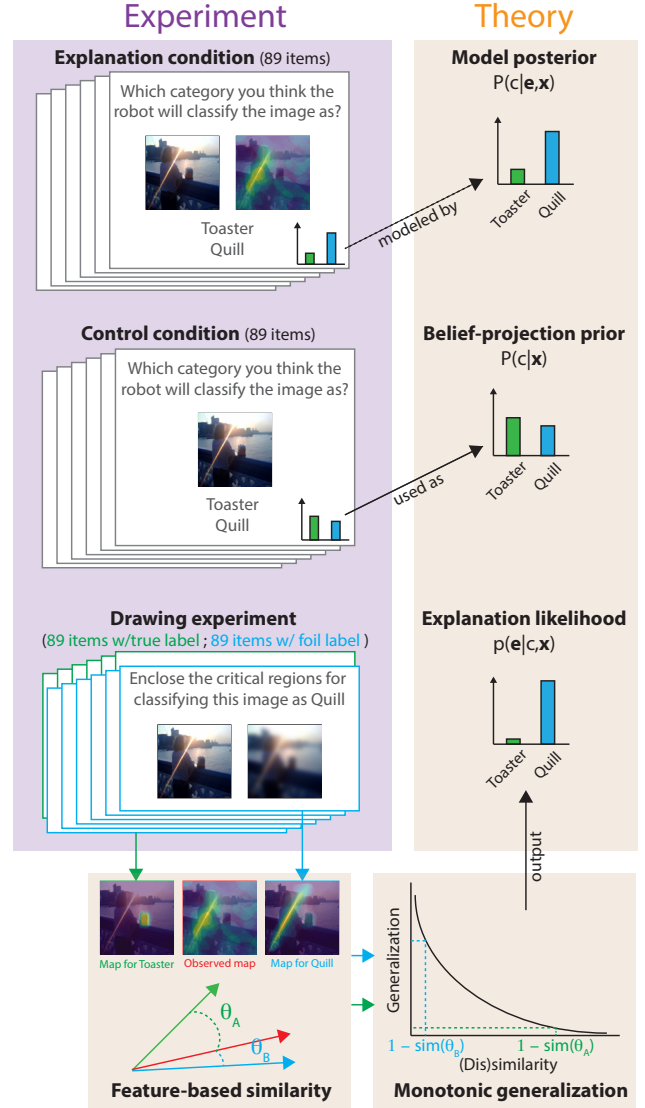 Experiment
Theory
Explanation condition (89 items)
Which category you think the
robot will classify the image as?
Toaster
Quill
modeled by
Model posterior
P(c|e,x)
Toaster
Quill
Control condition (89 items)
Which category you think the
robot will classify the image as?
Toaster
Quill
used as
Belief-projection prior
P(c|x)
Toaster
Quill
Drawing experiment
(89 items w/true label ; 89 items w/ foil label )
Enclose the critical regions for
classifying this image as Quill
Explanation likelihood
p(e|c,x)
Toaster
Quill
output
Map for Toaster
Observed map
Map for Quill
θA
θB
Feature-based similarity
Generalization
1 – sim(θB)
1 – sim(θA)
(Dis)similarity
Monotonic generalization